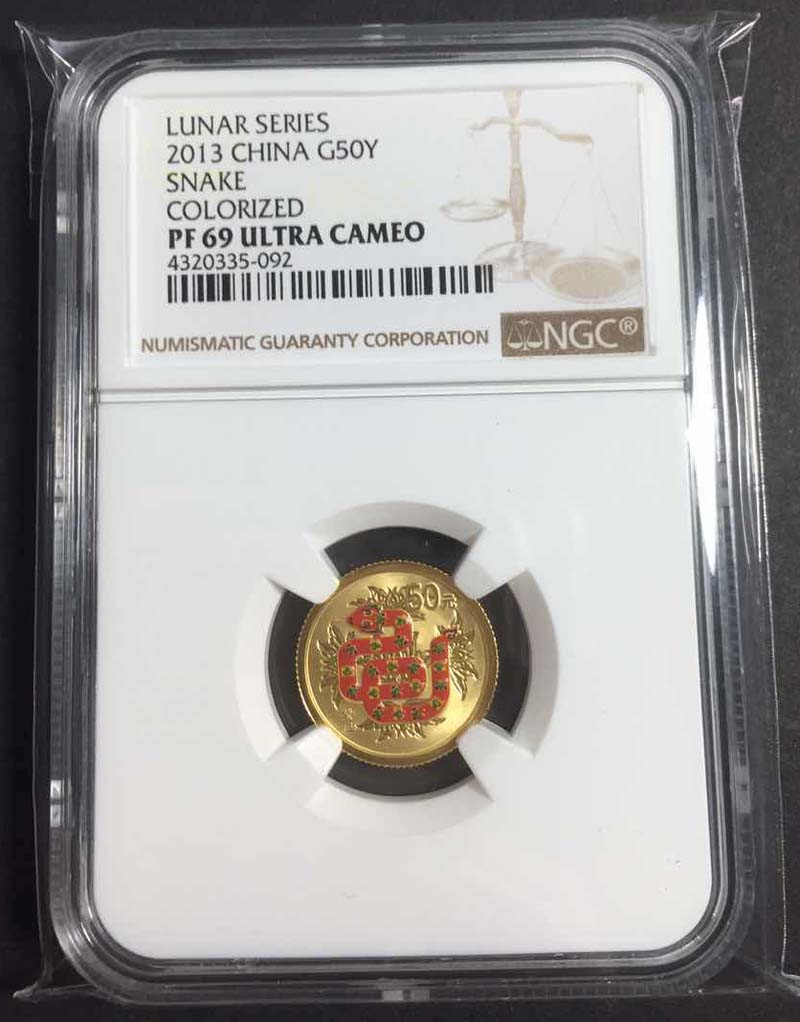 LUNAR SERIES
2013 CHINA G50Y
SNAKE
COLORIZED
PF 69 ULTRA CAMEO
4320335-092
NUMISMATIC GUARANTY CORPORATION
NGC®
50元